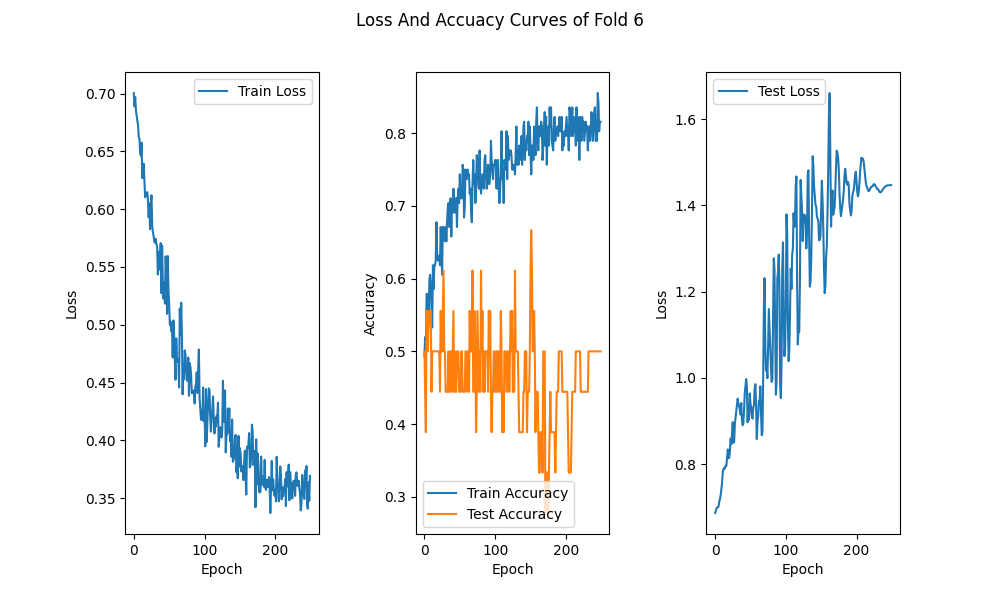 Loss And Accuacy Curves of Fold 6
Train Loss
0.70
0.65
0.60
0.55
0.50
0.45
0.40
0.35
Loss
0
100
200
Epoch
0.8
0.7
0.6
0.5
0.4
0.3
Accuracy
Train Accuracy
Test Accuracy
0
100
200
Epoch
Test Loss
1.6
1.4
1.2
1.0
0.8
Loss
0
100
200
Epoch